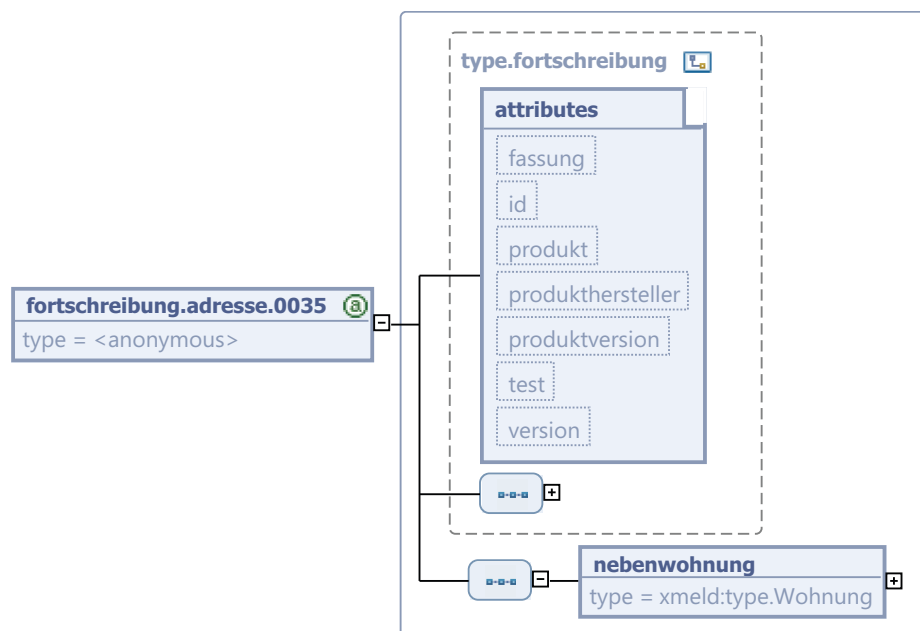 type.fortschreibung
attributes
fassung
id
produkt
produkthersteller
produktversion
test
version
fortschreibung.adresse.0035 @
type = <anonymous>
nebenwohnung
type = xmeld:type.Wohnung